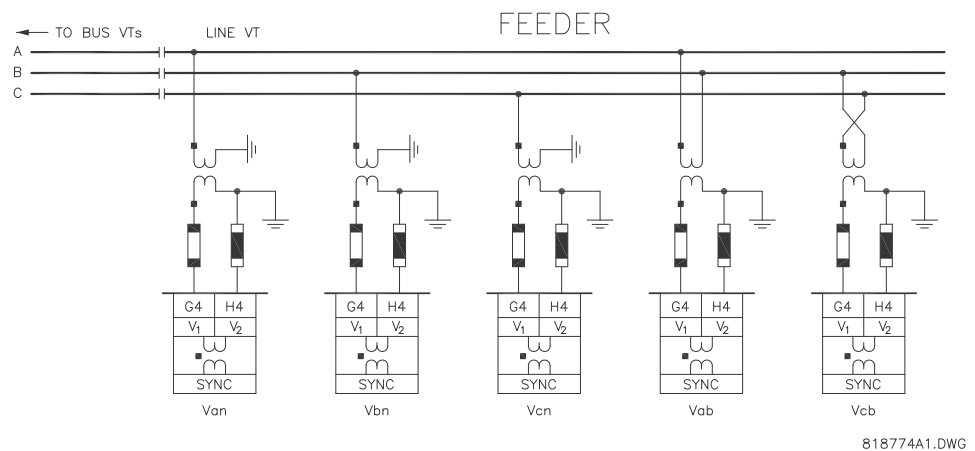 FEEDER
TO BUS VTs LINE VT
A
B
C
G4 H4 G4 H4 G4 H4 G4 H4 G4 H4
V1 V2 V1 V2 V1 V2 V1 V2 V1 V2
SYNC SYNC SYNC SYNC SYNC
Van Vbn Vcn Vab Vcb
818774A1.DWG